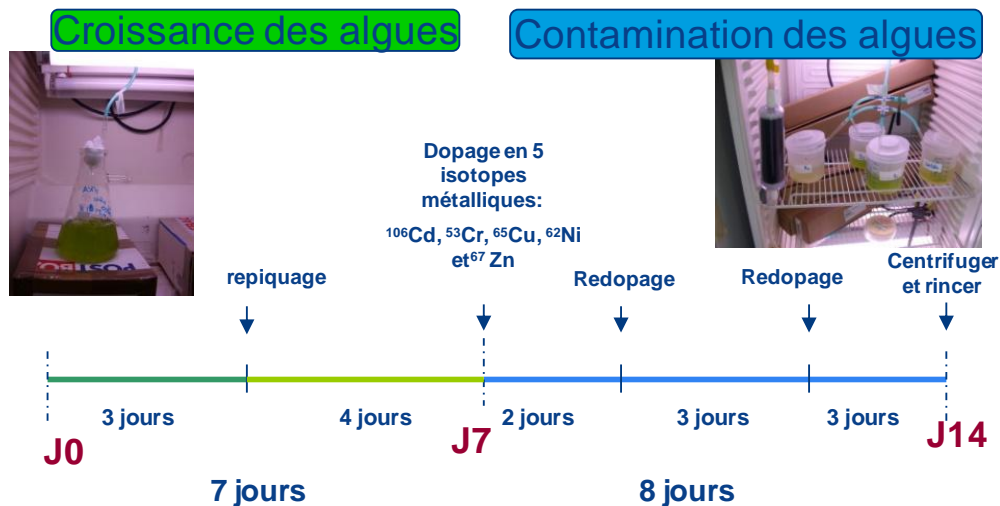 Croissance des algues
Contamination des algues
Dopage en 5
isotopes
métalliques:
¹⁰⁶Cd, ⁵³Cr, ⁶⁵Cu, ⁶²Ni
et⁶⁷ Zn
repiquage
Redopage
Redopage
Centrifuger
et rincer
3 jours
4 jours
2 jours
3 jours
3 jours
J0
J7
J14
7 jours
8 jours